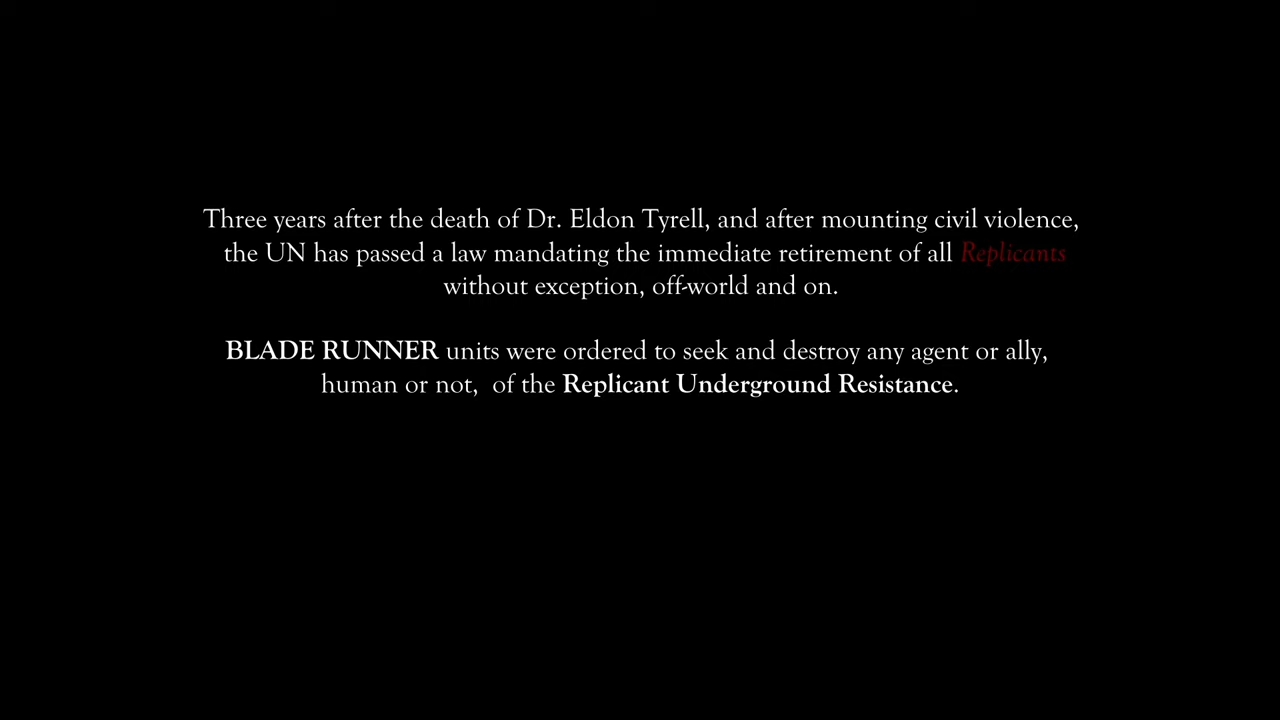 Three years after the death of Dr. Eldon Tyrell, and after mounting civil violence,
the UN has passed a law mandating the immediate retirement of all Replicants
without exception, off-world and on.
BLADE RUNNER units were ordered to seek and destroy any agent or ally,
human or not,  of the Replicant Underground Resistance.